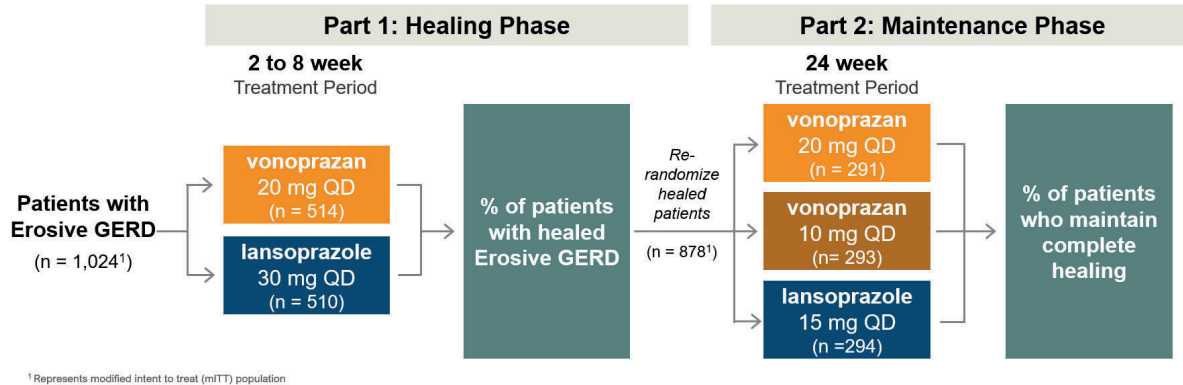 Part 1: Healing Phase
Part 2: Maintenance Phase
2 to 8 week
Treatment Period
24 week
Treatment Period
Patients with
Erosive GERD
(n = 1,024¹)
vonoprazan
20 mg QD
(n = 514)
lansoprazole
30 mg QD
(n = 510)
% of patients
with healed
Erosive GERD
Re-
randomize
healed
patients
(n = 878¹)
vonoprazan
20 mg QD
(n = 291)
vonoprazan
10 mg QD
(n= 293)
lansoprazole
15 mg QD
(n =294)
% of patients
who maintain
complete
healing
¹ Represents modified intent to treat (mITT) population